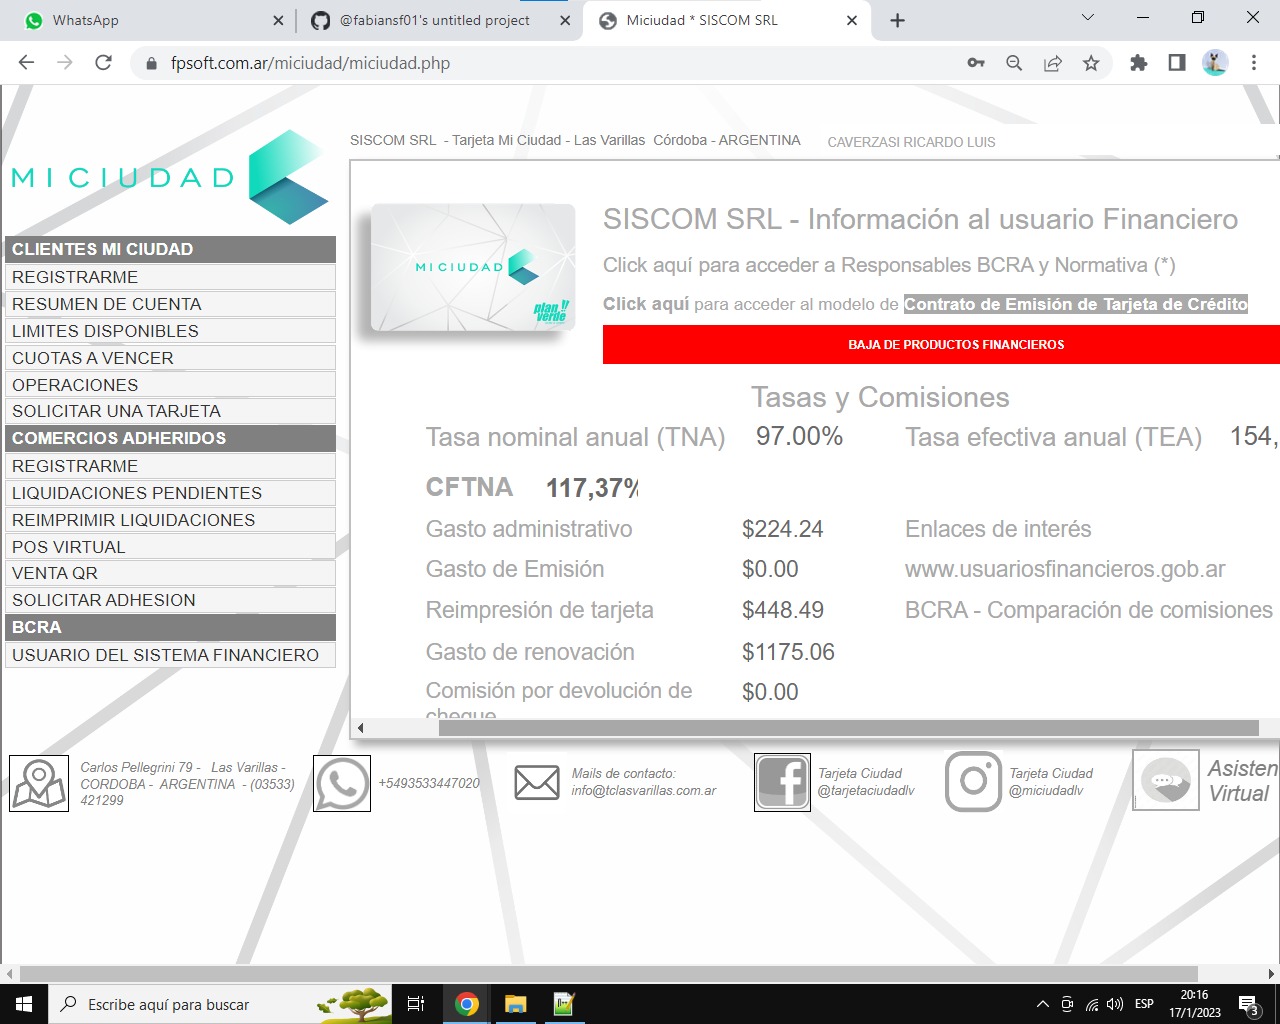 WhatsApp
@fabiansf01's untitled project
Miciudad * SISCOM SRL
fpsoft.com.ar/miciudad/miciudad.php
MI CIUDAD
SISCOM SRL - Tarjeta Mi Ciudad - Las Varillas Córdoba - ARGENTINA
CAVERZASI RICARDO LUIS
CLIENTES MI CIUDAD
REGISTRARME
RESUMEN DE CUENTA
LIMITES DISPONIBLES
CUOTAS A VENCER
OPERACIONES
SOLICITAR UNA TARJETA
COMERCIOS ADHERIDOS
REGISTRARME
LIQUIDACIONES PENDIENTES
REIMPRIMIR LIQUIDACIONES
POS VIRTUAL
VENTA QR
SOLICITAR ADHESION
BCRA
USUARIO DEL SISTEMA FINANCIERO
MI CIUDAD
plan
verde
SISCOM SRL - Información al usuario Financiero
Click aquí para acceder a Responsables BCRA y Normativa (*)
Click aquí para acceder al modelo de Contrato de Emisión de Tarjeta de Crédito
BAJA DE PRODUCTOS FINANCIEROS
Tasas y Comisiones
Tasa nominal anual (TNA) 97.00% Tasa efectiva anual (TEA) 154,
CFTNA 117,37%
Gasto administrativo $224.24 Enlaces de interés
Gasto de Emisión $0.00 www.usuariosfinancieros.gob.ar
Reimpresión de tarjeta $448.49 BCRA - Comparación de comisiones
Gasto de renovación $1175.06
Comisión por devolución de $0.00
cheque
Carlos Pellegrini 79 - Las Varillas -
CORDOBA - ARGENTINA - (03533)
421299
+5493533447020
Mails de contacto:
info@tclasvarillas.com.ar
Tarjeta Ciudad
@tarjetaciudadlv
Tarjeta Ciudad
@miciudadlv
Asisten
Virtual
Escribe aquí para buscar
ESP
20:16
17/1/2023
3